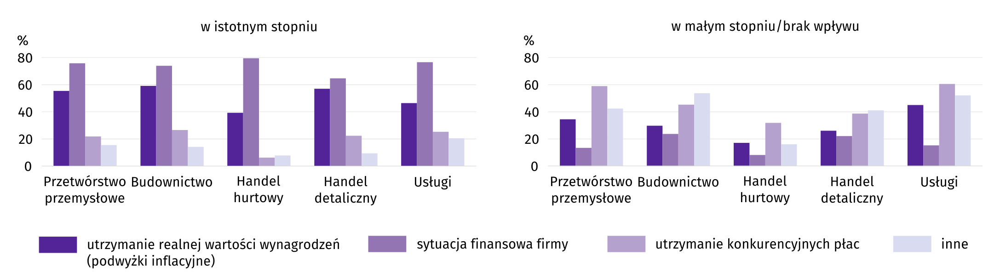 w istotnym stopniu
%
80
60
40
20
0
Przetwórstwo
przemysłowe
Budownictwo
Handel
hurtowy
Handel
detaliczny
Usługi
w małym stopniu/brak wpływu
%
80
60
40
20
0
Przetwórstwo
przemysłowe
Budownictwo
Handel
hurtowy
Handel
detaliczny
Usługi
utrzymanie realnej wartości wynagrodzeń
(podwyżki inflacyjne)
sytuacja finansowa firmy
utrzymanie konkurencyjnych płac
inne